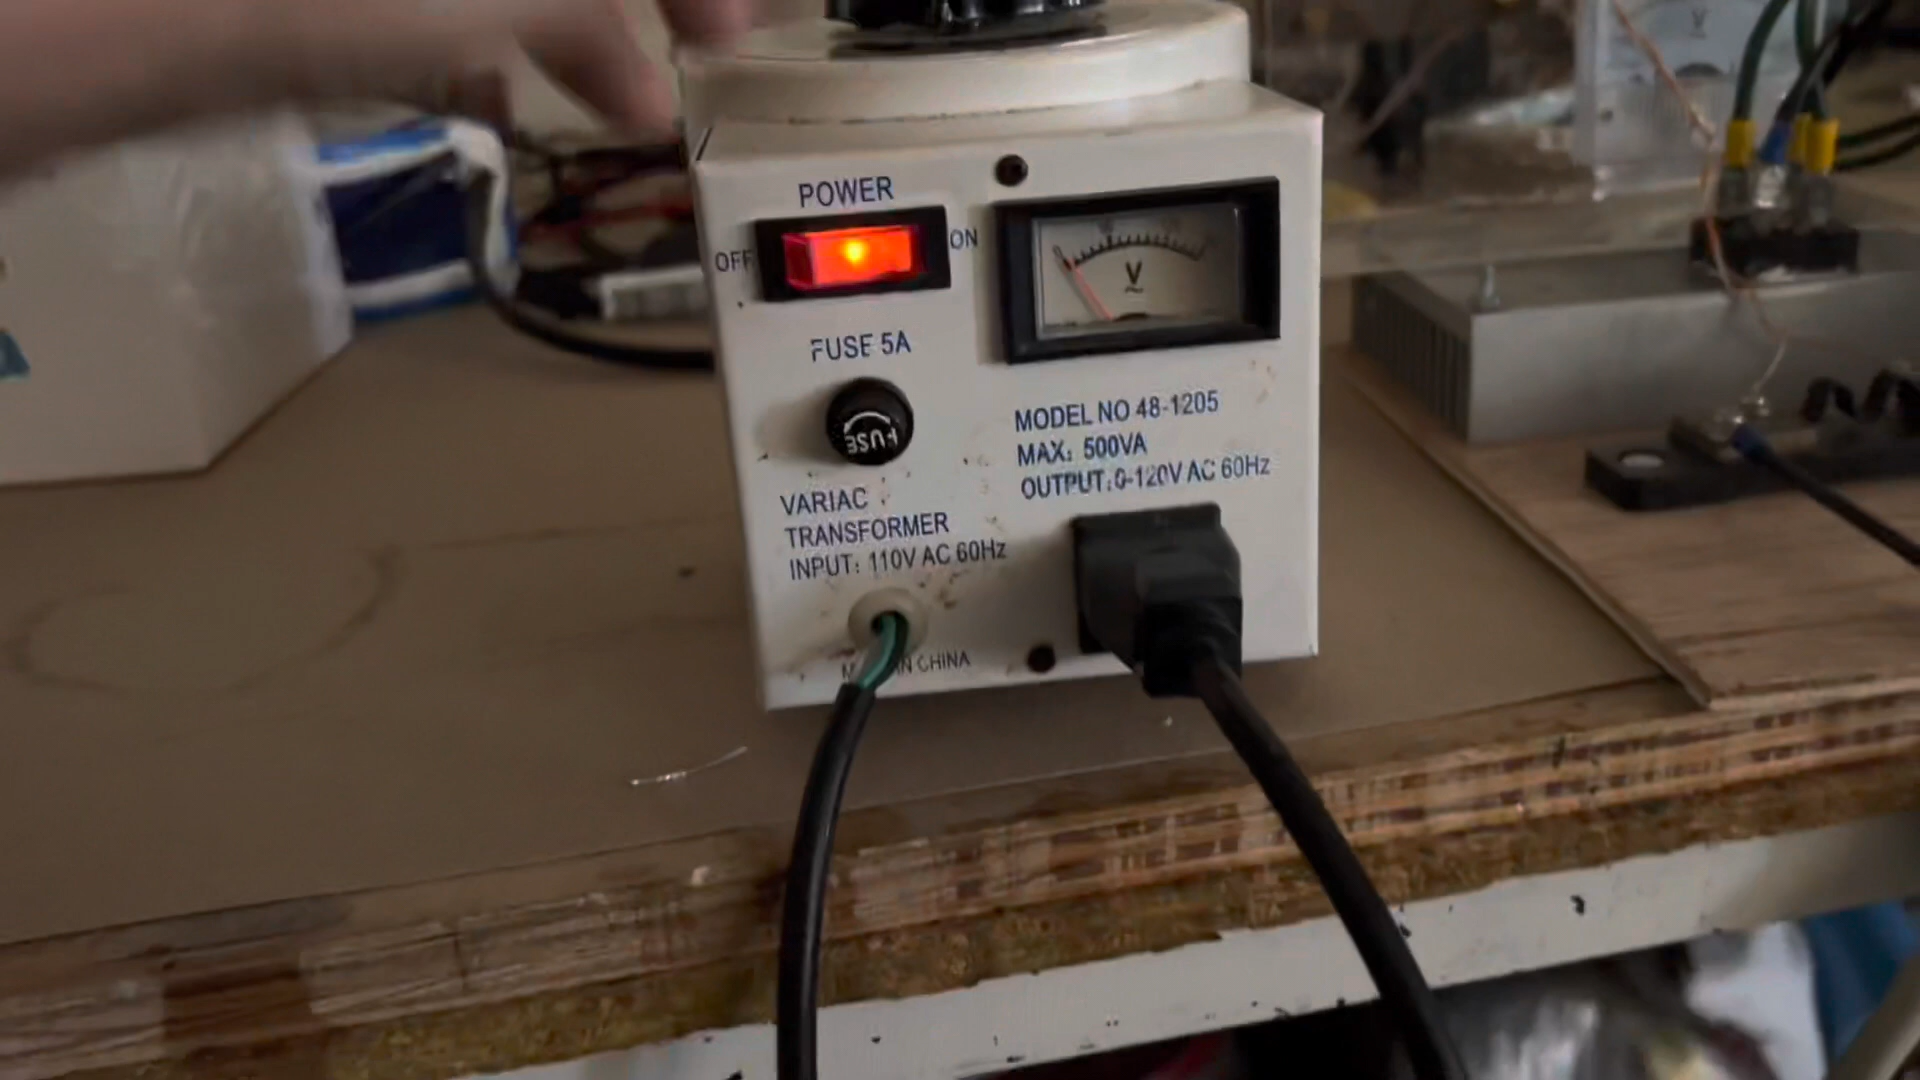 POWER
OFF
ON
V
FUSE 5A
FUSE
MODEL NO 48-1205
MAX: 500VA
OUTPUT: 0-120V AC 60Hz
VARIAC
TRANSFORMER
INPUT: 110V AC 60Hz
IN CHINA
V